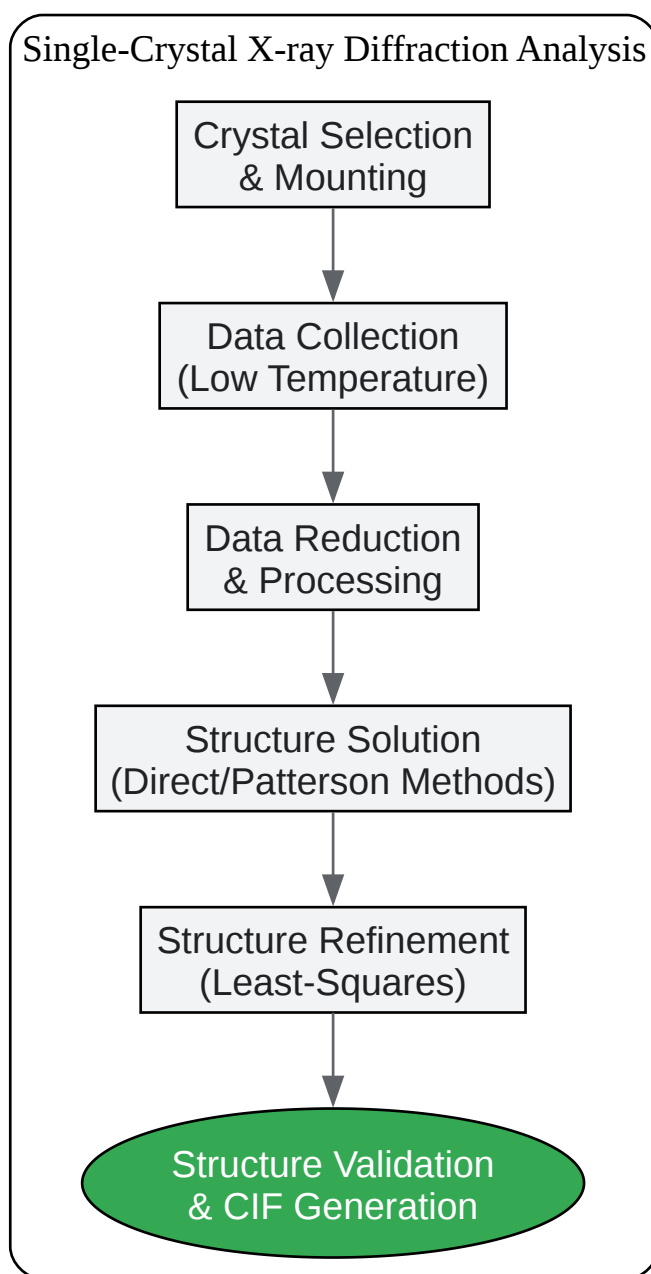 Single-Crystal X-ray Diffraction Analysis
Crystal Selection
& Mounting
Data Collection
(Low Temperature)
Data Reduction
& Processing
Structure Solution
(Direct/Patterson Methods)
Structure Refinement
(Least-Squares)
Structure Validation
& CIF Generation